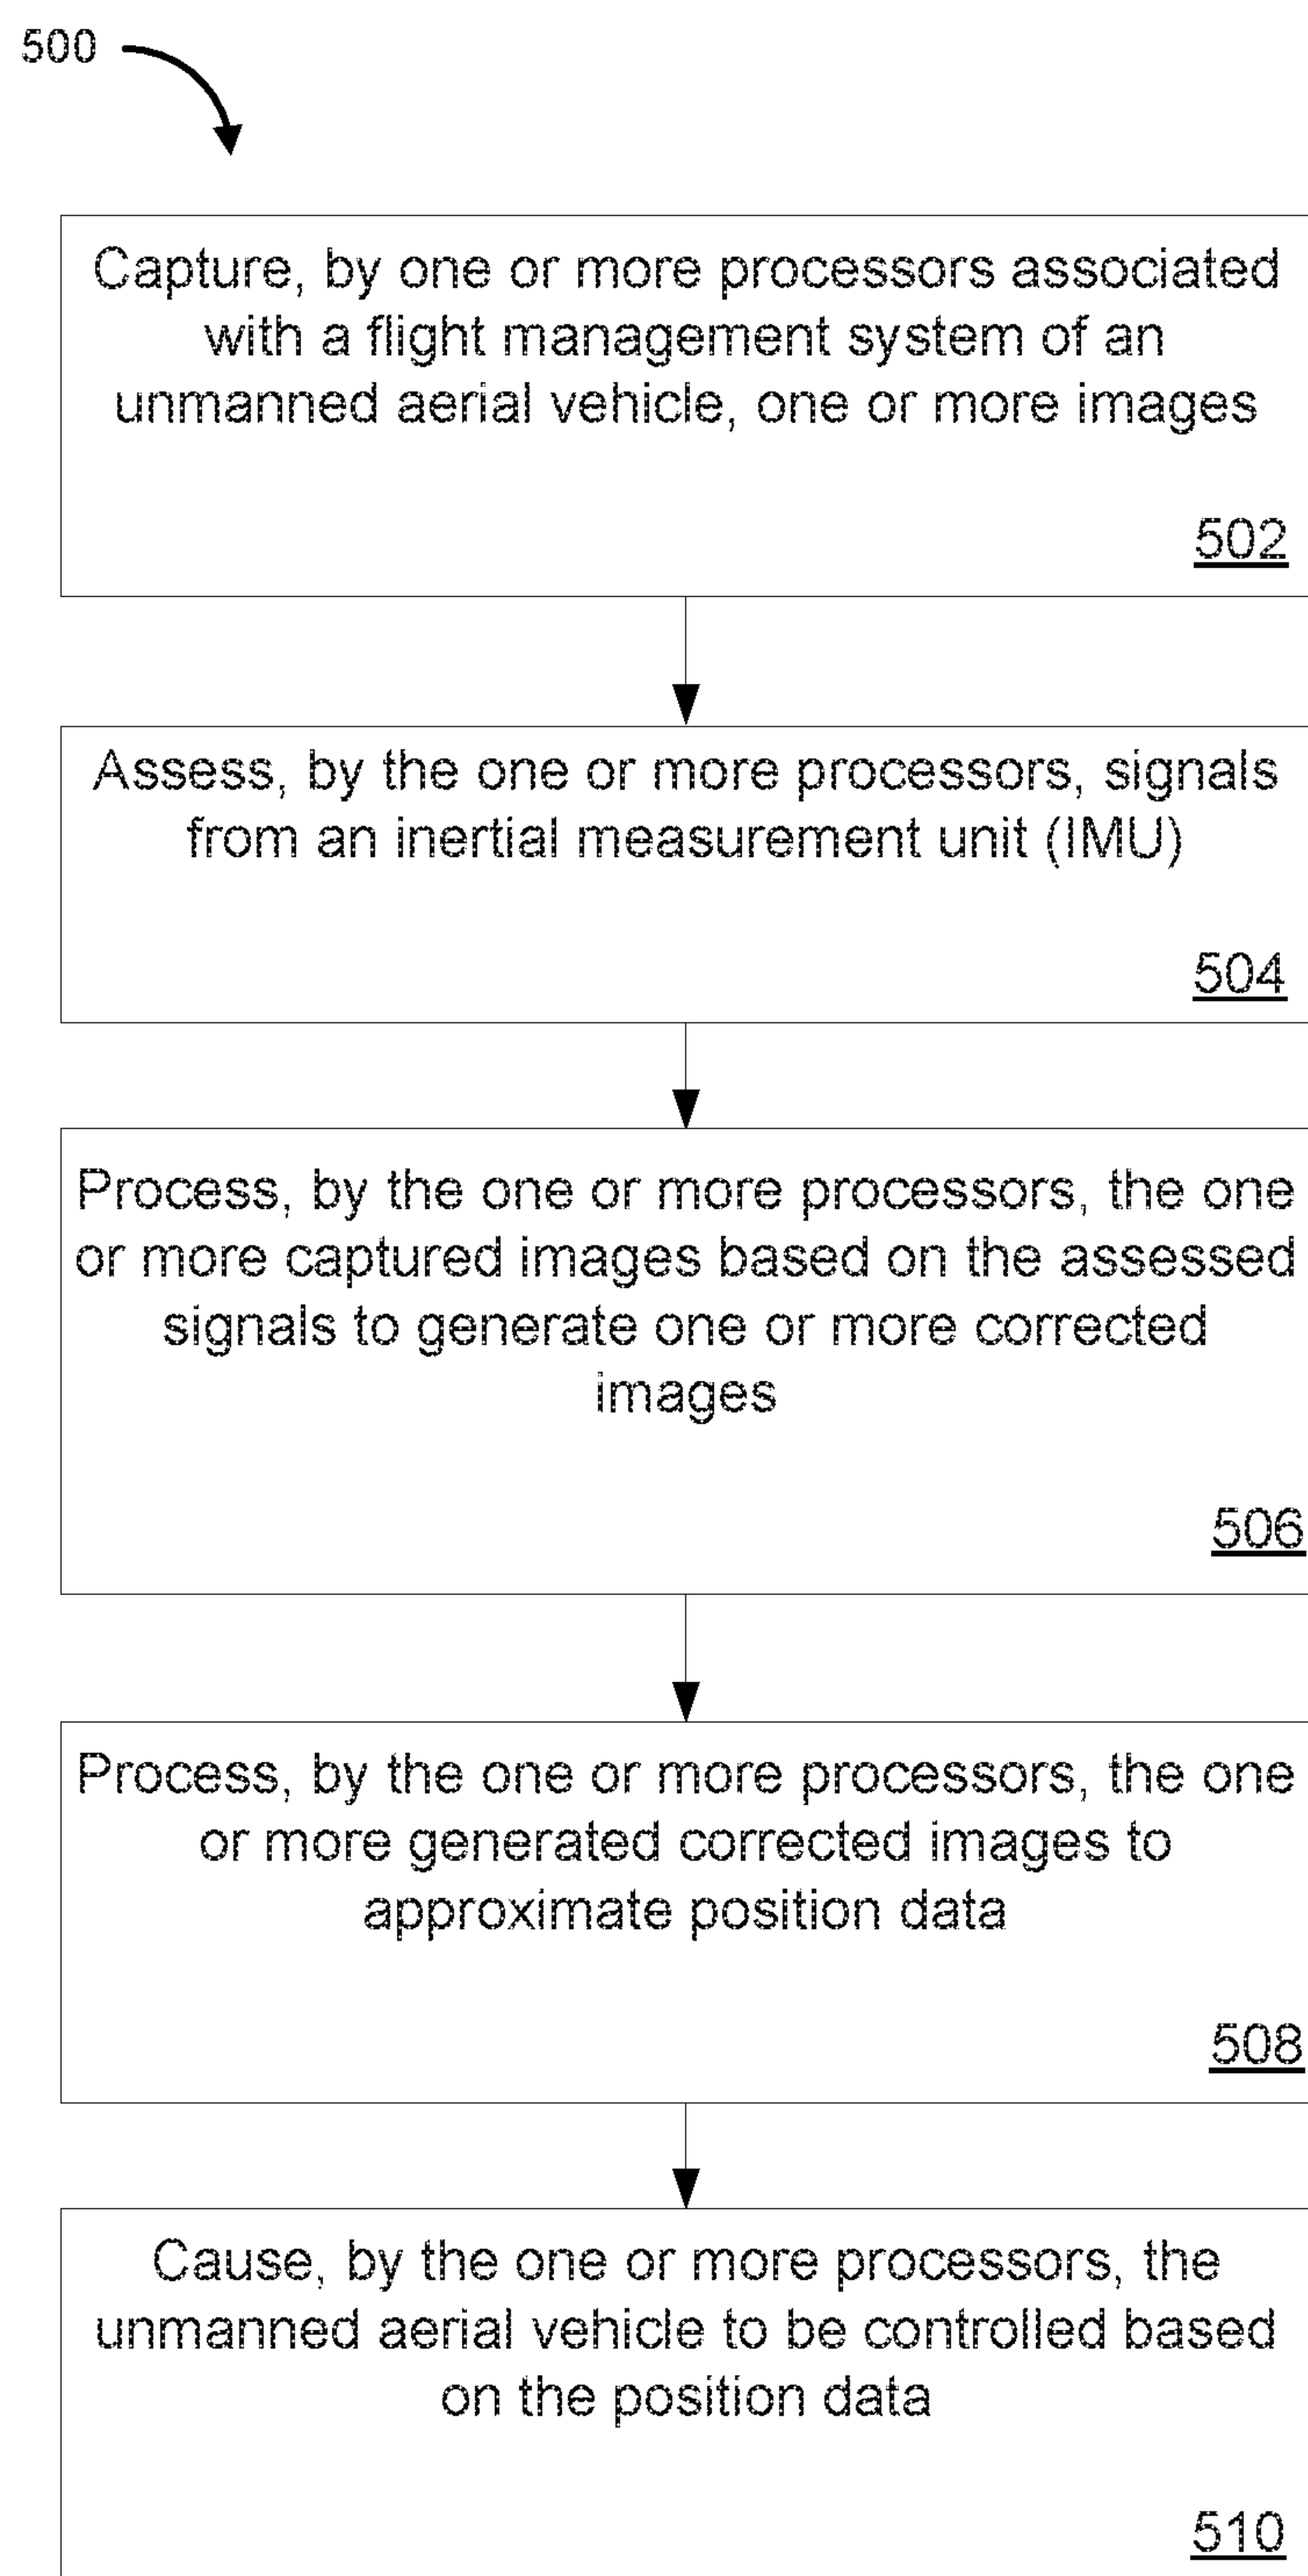 500
Capture, by one or more processors associated
with a flight management system of an
unmanned aerial vehicle, one or more images
502
Assess, by the one or more processors, signals
from an inertial measurement unit (IMU)
504
Process, by the one or more processors, the one
or more captured images based on the assessed
signals to generate one or more corrected
images
506
Process, by the one or more processors, the one
or more generated corrected images to
approximate position data
508
Cause, by the one or more processors, the
unmanned aerial vehicle to be controlled based
on the position data
510